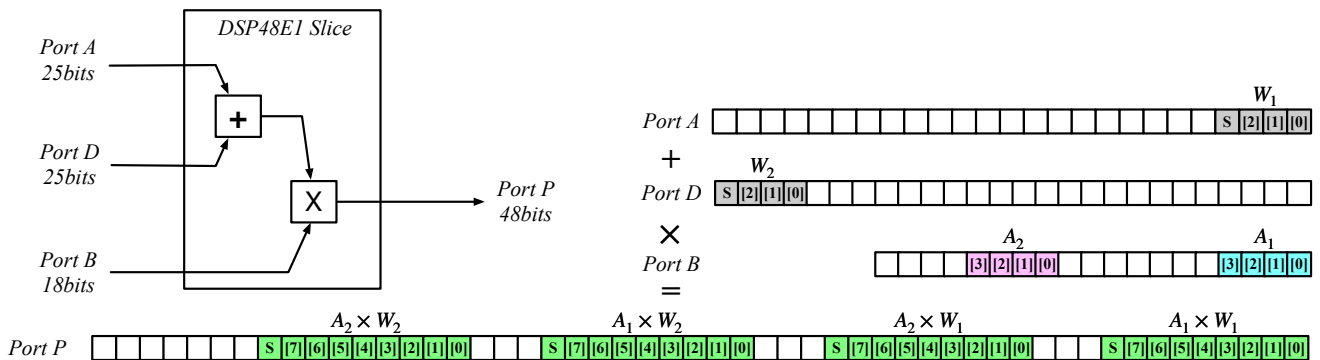 DSP48E1 Slice
Port A
25bits
+
Port D
25bits
X
Port P
48bits
Port B
18bits
W1
Port A S [2] [1] [0]
+
W2
Port D S [2] [1] [0]
×
A2 A1
Port B [3] [2] [1] [0] [3] [2] [1] [0]
=
A2 × W2 A1 × W2 A2 × W1 A1 × W1
Port P S [7] [6] [5] [4] [3] [2] [1] [0] S [7] [6] [5] [4] [3] [2] [1] [0] S [7] [6] [5] [4] [3] [2] [1] [0] S [7] [6] [5] [4] [3] [2] [1] [0]